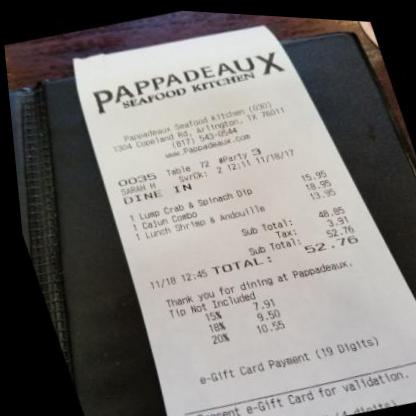 PAPPADEAUX
SEAFOOD KITCHEN
Pappadeaux Seafood Kitchen (030)
1304 Copeland Rd, Arlington, TX 76011
(817) 543-0544
www.Pappadeaux.com
0035 Table 72 #Party 3
SARAH H SvrCk: 2 12:11 11/18/17
DINE IN
1 Lump Crab & Spinach Dip 15.95
1 Cajun Combo 18.95
1 Lunch Shrimp & Andouille 13.95
Sub total: 48.85
Tax: 3.91
Sub Total: 52.76
11/18 12:45 TOTAL: 52.76
Thank you for dining at Pappadeaux.
Tip Not Included
15% 7.91
18% 9.50
20% 10.55
e-Gift Card Payment (19 Digits)
Present e-Gift Card for validation.
digits)